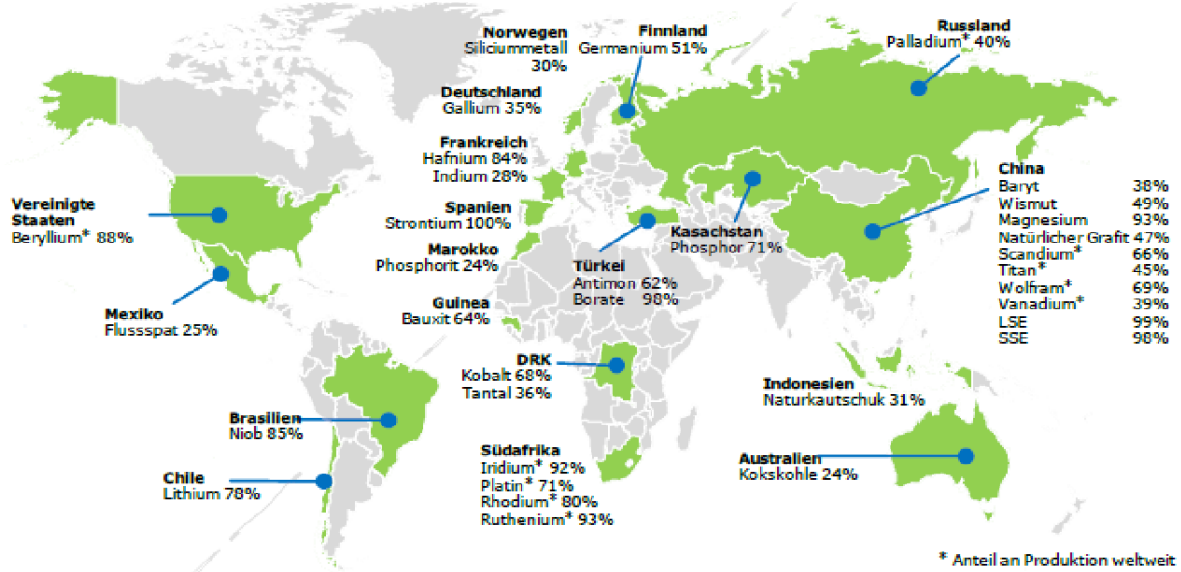 Norwegen
Siliciummetall
30%
Finnland
Germanium 51%
Russland
Palladium* 40%
Deutschland
Gallium 35%
Frankreich
Hafnium 84%
Indium 28%
China
Baryt 38%
Wismut 49%
Magnesium 93%
Natürlicher Grafit 47%
Scandium* 66%
Titan* 45%
Wolfram* 69%
Vanadium* 39%
LSE 99%
SSE 98%
Vereinigte
Staaten
Beryllium* 88%
Spanien
Strontium 100%
Kasachstan
Phosphor 71%
Marokko
Phosphorit 24%
Türkei
Antimon 62%
Borate 98%
Mexiko
Flussspat 25%
Guinea
Bauxit 64%
DRK
Kobalt 68%
Tantal 36%
Indonesien
Naturkautschuk 31%
Brasilien
Niob 85%
Südafrika
Iridium* 92%
Platin* 71%
Rhodium* 80%
Ruthenium* 93%
Australien
Kokskohle 24%
Chile
Lithium 78%
* Anteil an Produktion weltweit